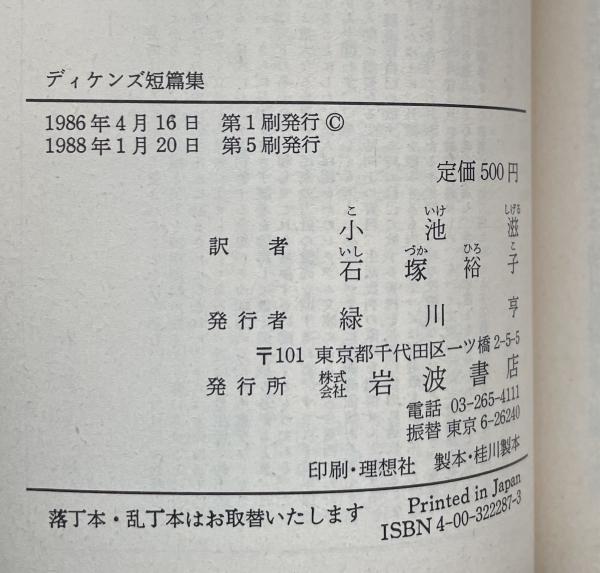 ディケンズ短篇集
1986年4月16日 第1刷発行 ©
1988年1月20日 第5刷発行
定価500円
訳者 小池滋
こいけしげる
石塚裕子
いしづかひろこ
発行者 緑川亨
〒101 東京都千代田区一ツ橋2-5-5
発行所 株式会社 岩波書店
電話 03-265-4111
振替 東京6-26240
印刷・理想社 製本・桂川製本
落丁本・乱丁本はお取替いたします
Printed in Japan
ISBN4-00-322287-3